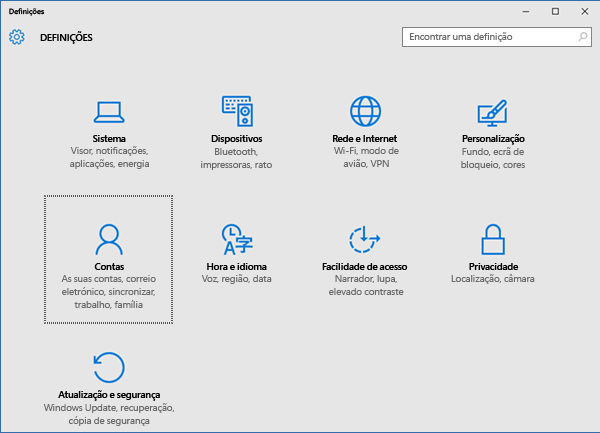 Definições
DEFINIÇÕES
Encontrar uma definição
Sistema
Visor, notificações,
aplicações, energia
Dispositivos
Bluetooth,
impressoras, rato
Rede e Internet
Wi-Fi, modo de
avião, VPN
Personalização
Fundo, ecrã de
bloqueio, cores
Contas
As suas contas, correio
eletrónico, sincronizar,
trabalho, família
Hora e idioma
Voz, região, data
Facilidade de acesso
Narrador, lupa,
elevado contraste
Privacidade
Localização, câmara
Atualização e segurança
Windows Update, recuperação,
cópia de segurança